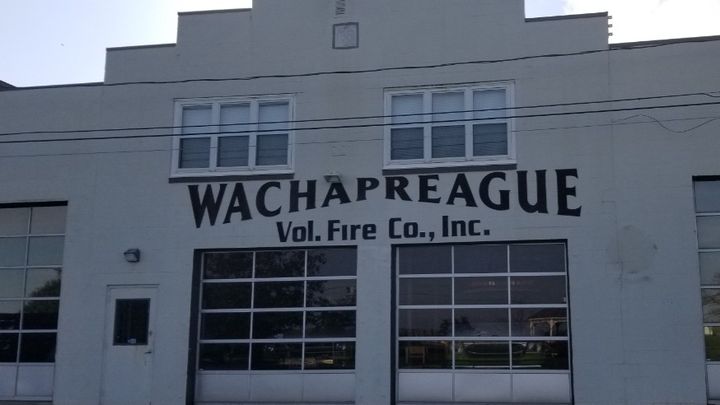 WACHAPREAGUE
Vol. Fire Co., Inc.